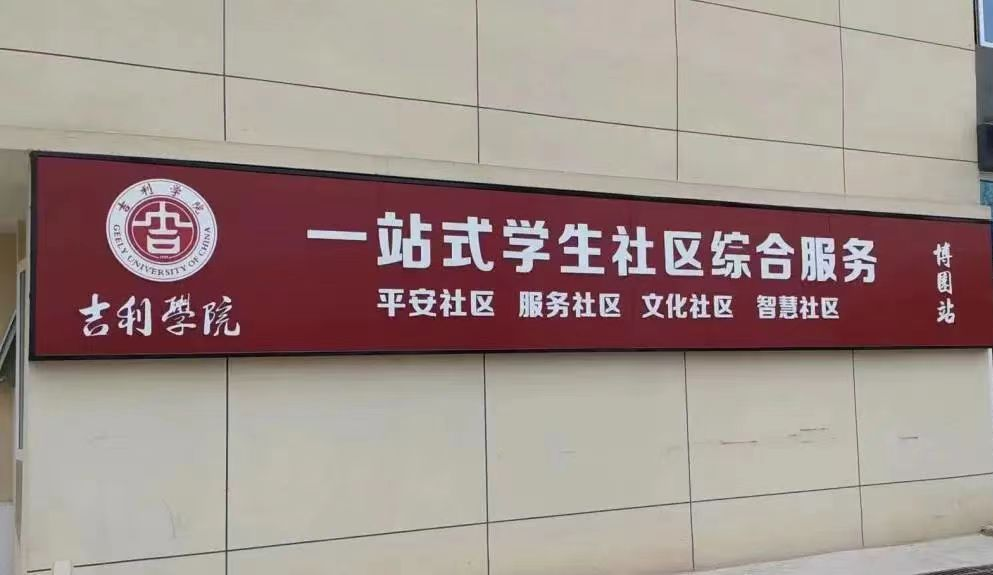 吉利学院
GEELY UNIVERSITY OF CHINA
吉利學院
一站式学生社区综合服务
平安社区 服务社区 文化社区 智慧社区
博园站